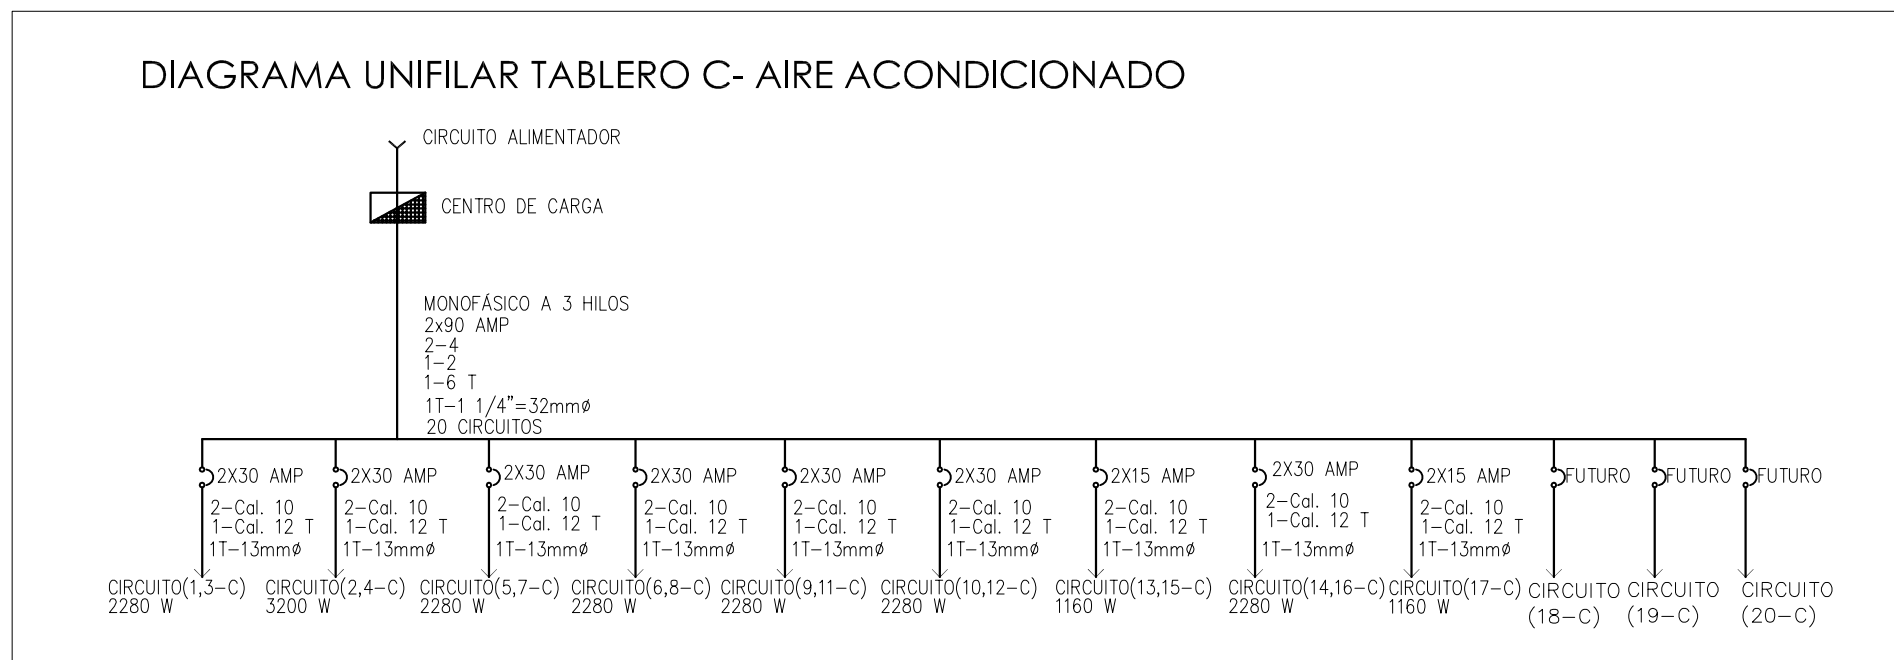 DIAGRAMA UNIFILAR TABLERO C- AIRE ACONDICIONADO
CIRCUITO ALIMENTADOR
CENTRO DE CARGA
MONOFÁSICO A 3 HILOS
2x90 AMP
2-4
1-2
1-6 T
1T-1 1/4"=32mmø
20 CIRCUITOS
2X30 AMP
2-Cal. 10
1-Cal. 12 T
1T-13mmø
CIRCUITO(1,3-C)
2280 W
2X30 AMP
2-Cal. 10
1-Cal. 12 T
1T-13mmø
CIRCUITO(2,4-C)
3200 W
2X30 AMP
2-Cal. 10
1-Cal. 12 T
1T-13mmø
CIRCUITO(5,7-C)
2280 W
2X30 AMP
2-Cal. 10
1-Cal. 12 T
1T-13mmø
CIRCUITO(6,8-C)
2280 W
2X30 AMP
2-Cal. 10
1-Cal. 12 T
1T-13mmø
CIRCUITO(9,11-C)
2280 W
2X30 AMP
2-Cal. 10
1-Cal. 12 T
1T-13mmø
CIRCUITO(10,12-C)
2280 W
2X15 AMP
2-Cal. 10
1-Cal. 12 T
1T-13mmø
CIRCUITO(13,15-C)
1160 W
2X30 AMP
2-Cal. 10
1-Cal. 12 T
1T-13mmø
CIRCUITO(14,16-C)
2280 W
2X15 AMP
2-Cal. 10
1-Cal. 12 T
1T-13mmø
CIRCUITO(17-C)
1160 W
FUTURO
CIRCUITO
(18-C)
FUTURO
CIRCUITO
(19-C)
FUTURO
CIRCUITO
(20-C)